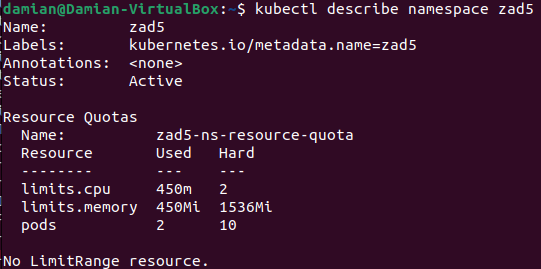 damian@Damian-VirtualBox:~$ kubectl describe namespace zad5
Name:         zad5
Labels:       kubernetes.io/metadata.name=zad5
Annotations:  <none>
Status:       Active

Resource Quotas
  Name:          zad5-ns-resource-quota
  Resource       Used   Hard
  --------       ---    ---
  limits.cpu     450m   2
  limits.memory  450Mi  1536Mi
  pods           2      10

No LimitRange resource.